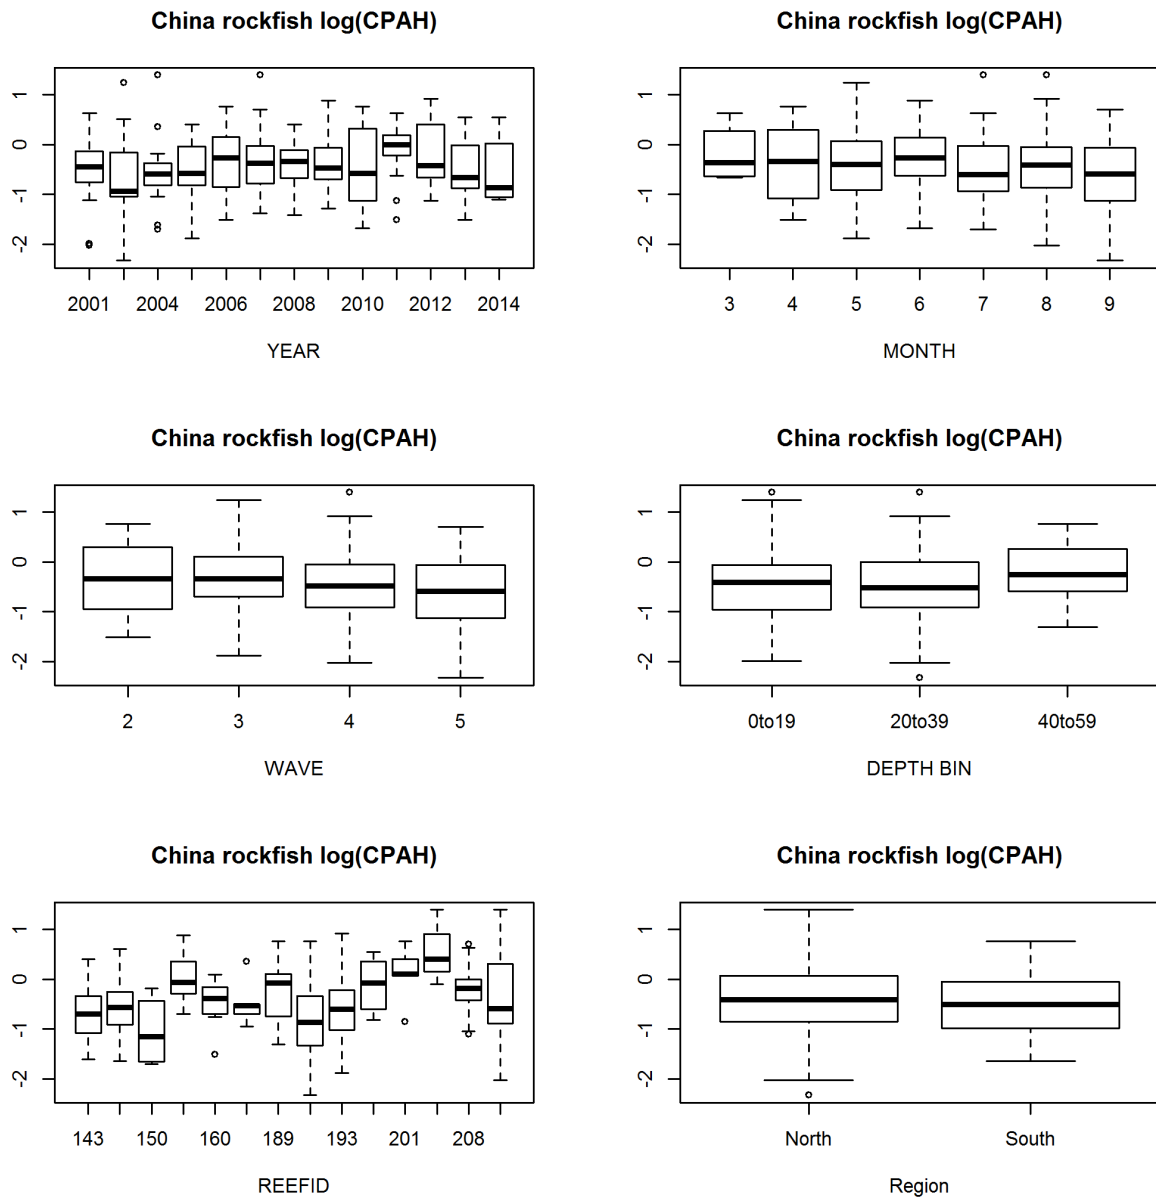 China rockfish log(CPAH)
1
0
-1
-2
2001 2004 2006 2008 2010 2012 2014
YEAR
China rockfish log(CPAH)
1
0
-1
-2
3 4 5 6 7 8 9
MONTH
China rockfish log(CPAH)
1
0
-1
-2
2 3 4 5
WAVE
China rockfish log(CPAH)
1
0
-1
-2
0to19 20to39 40to59
DEPTH BIN
China rockfish log(CPAH)
1
0
-1
-2
143 150 160 189 193 201 208
REEFID
China rockfish log(CPAH)
1
0
-1
-2
North South
Region